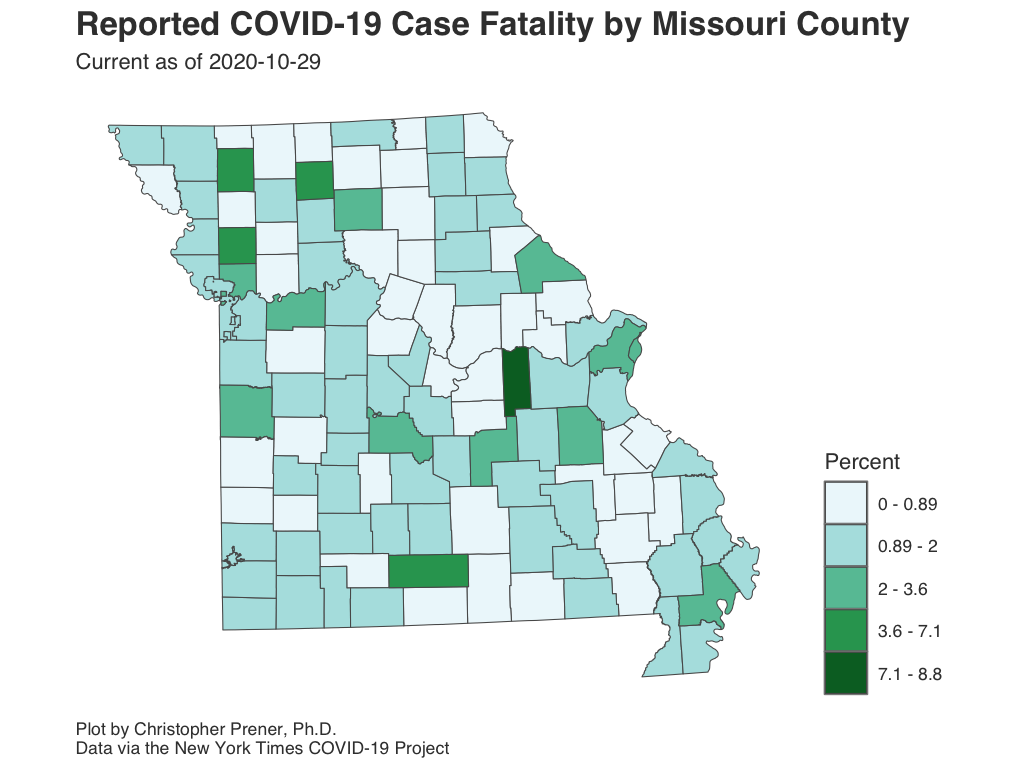 Reported COVID-19 Case Fatality by Missouri County
Current as of 2020-10-29
Percent
0 - 0.89
0.89 - 2
2 - 3.6
3.6 - 7.1
7.1 - 8.8
Plot by Christopher Prener, Ph.D.
Data via the New York Times COVID-19 Project